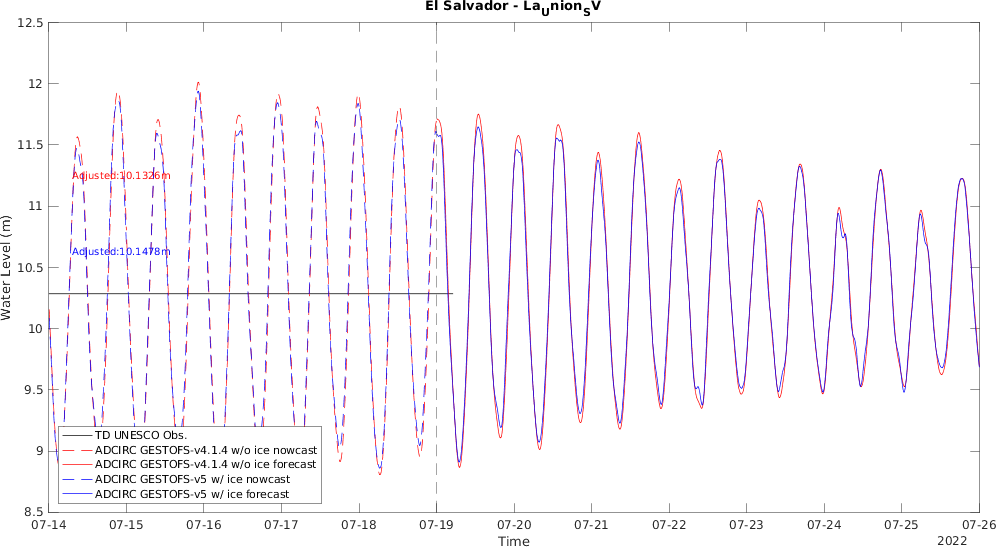 El Salvador - LaUnionSV
12.5
12
11.5
11
10.5
10
9.5
9
8.5
Water Level (m)
Adjusted:10.1326m
Adjusted:10.1478m
TD UNESCO Obs.
ADCIRC GESTOFS-v4.1.4 w/o ice nowcast
ADCIRC GESTOFS-v4.1.4 w/o ice forecast
ADCIRC GESTOFS-v5 w/ ice nowcast
ADCIRC GESTOFS-v5 w/ ice forecast
07-14 07-15 07-16 07-17 07-18 07-19 07-20 07-21 07-22 07-23 07-24 07-25 07-26
Time
2022